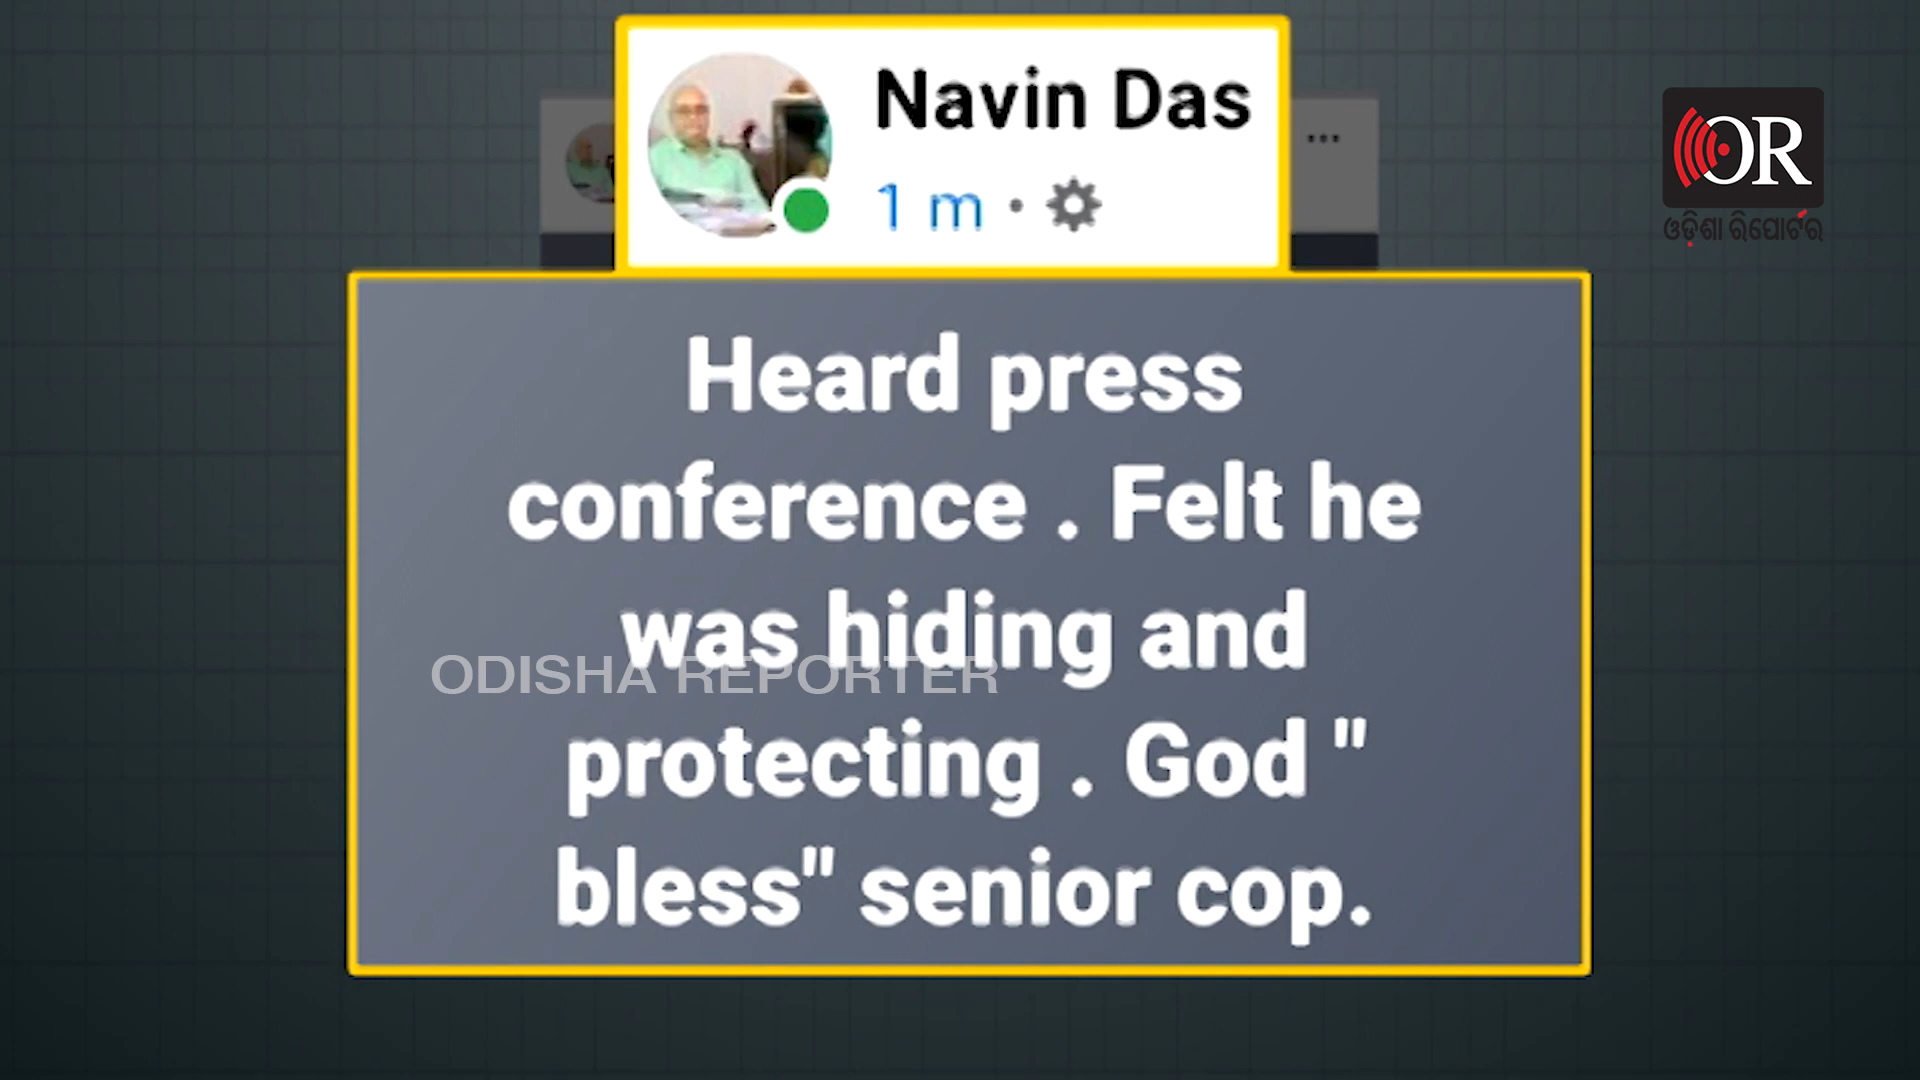 Navin Das
1 m ·
OR
ଓଡ଼ିଶା ରିପୋର୍ଟର
Heard press
conference . Felt he
was hiding and
ODISHA REPORTER
protecting . God "
bless" senior cop.